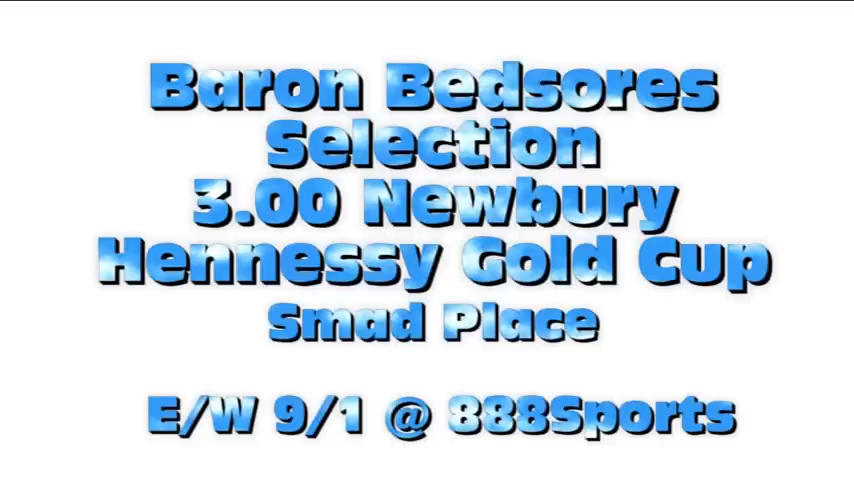 Baron Bedsores
Selection
3.00 Newbury
Hennessy Gold Cup
Smad Place
E/W 9/1 @ 888Sports